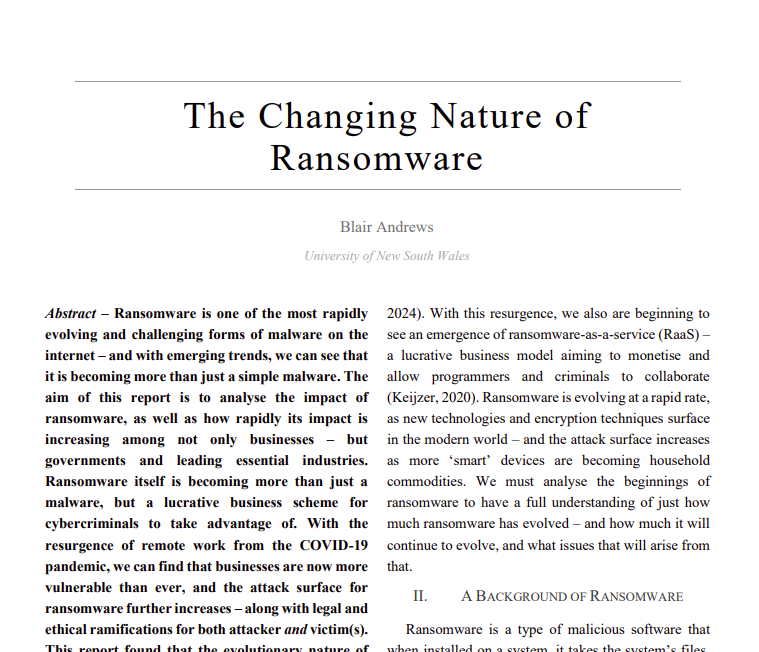 The Changing Nature of
Ransomware
Blair Andrews
University of New South Wales
Abstract – Ransomware is one of the most rapidly
evolving and challenging forms of malware on the
internet – and with emerging trends, we can see that
it is becoming more than just a simple malware. The
aim of this report is to analyse the impact of
ransomware, as well as how rapidly its impact is
increasing among not only businesses – but
governments and leading essential industries.
Ransomware itself is becoming more than just a
malware, but a lucrative business scheme for
cybercriminals to take advantage of. With the
resurgence of remote work from the COVID-19
pandemic, we can find that businesses are now more
vulnerable than ever, and the attack surface for
ransomware further increases – along with legal and
ethical ramifications for both attacker and victim(s).
This report found that the evolutionary nature of
2024). With this resurgence, we also are beginning to
see an emergence of ransomware-as-a-service (RaaS) –
a lucrative business model aiming to monetise and
allow programmers and criminals to collaborate
(Keijzer, 2020). Ransomware is evolving at a rapid rate,
as new technologies and encryption techniques surface
in the modern world – and the attack surface increases
as more ‘smart’ devices are becoming household
commodities. We must analyse the beginnings of
ransomware to have a full understanding of just how
much ransomware has evolved – and how much it will
continue to evolve, and what issues that will arise from
that.
II. A BACKGROUND OF RANSOMWARE
Ransomware is a type of malicious software that
when installed on a system, it takes the system’s files,